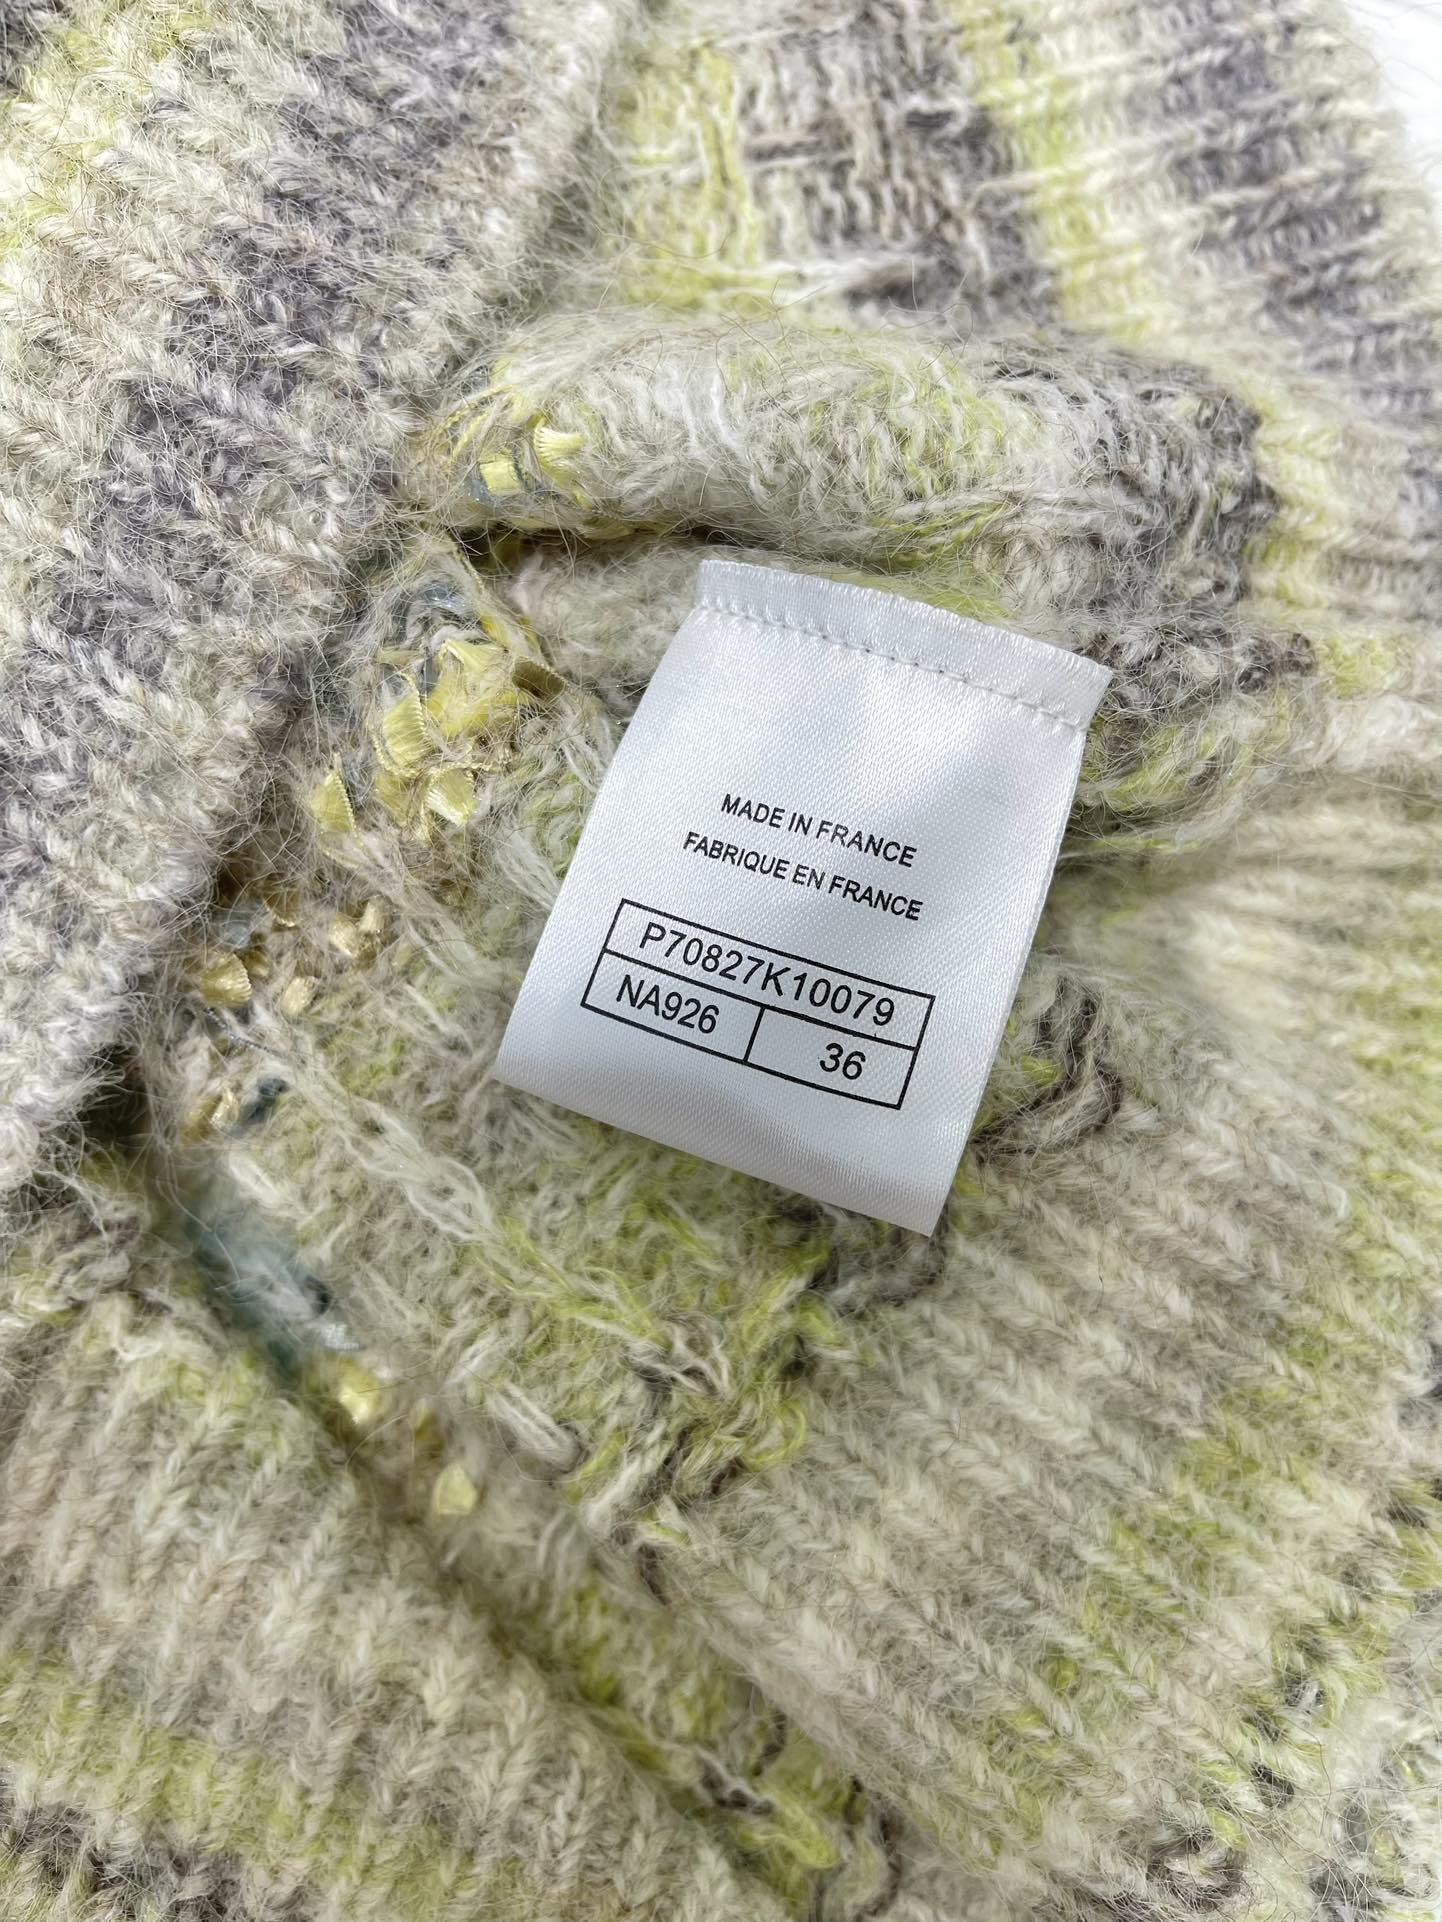 MADE IN FRANCE
FABRIQUE EN FRANCE
P70827K10079
NA926 36